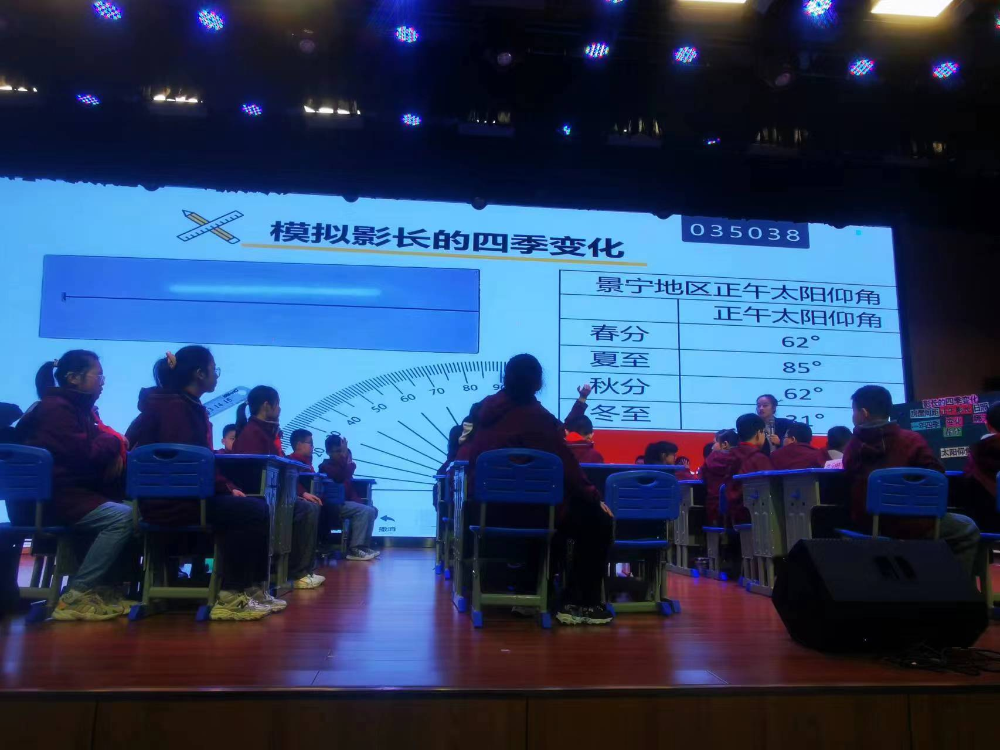 模拟影长的四季变化
035038
景宁地区正午太阳仰角
正午太阳仰角
春分 62°
夏至 85°
秋分 62°
冬至 31°
13 14 15
20
40 50 60 70 80 90
撤消
影长的四季变化
房屋间距 正午影长 日照
一年四季 变化
春分
太阳仰角